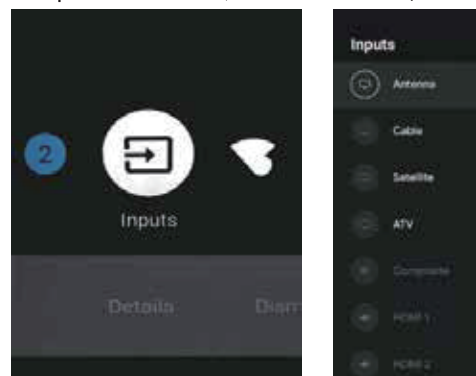 2
Inputs
Details
Inputs
Antenna
Cable
Satellite
ATV
Composite
HDMI 1
HDMI 2